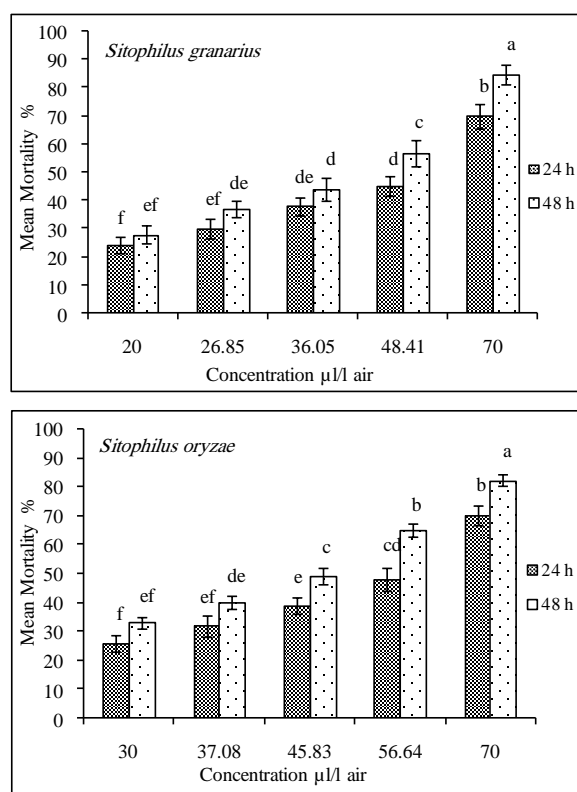 Sitophilus granarius
Mean Mortality %
100
90
80
70
60
50
40
30
20
10
0
f ef ef de de d d c b a
24 h
48 h
20 26.85 36.05 48.41 70
Concentration µl/l air
Sitophilus oryzae
Mean Mortality %
100
90
80
70
60
50
40
30
20
10
0
f ef ef de e c cd b b a
24 h
48 h
30 37.08 45.83 56.64 70
Concentration µl/l air